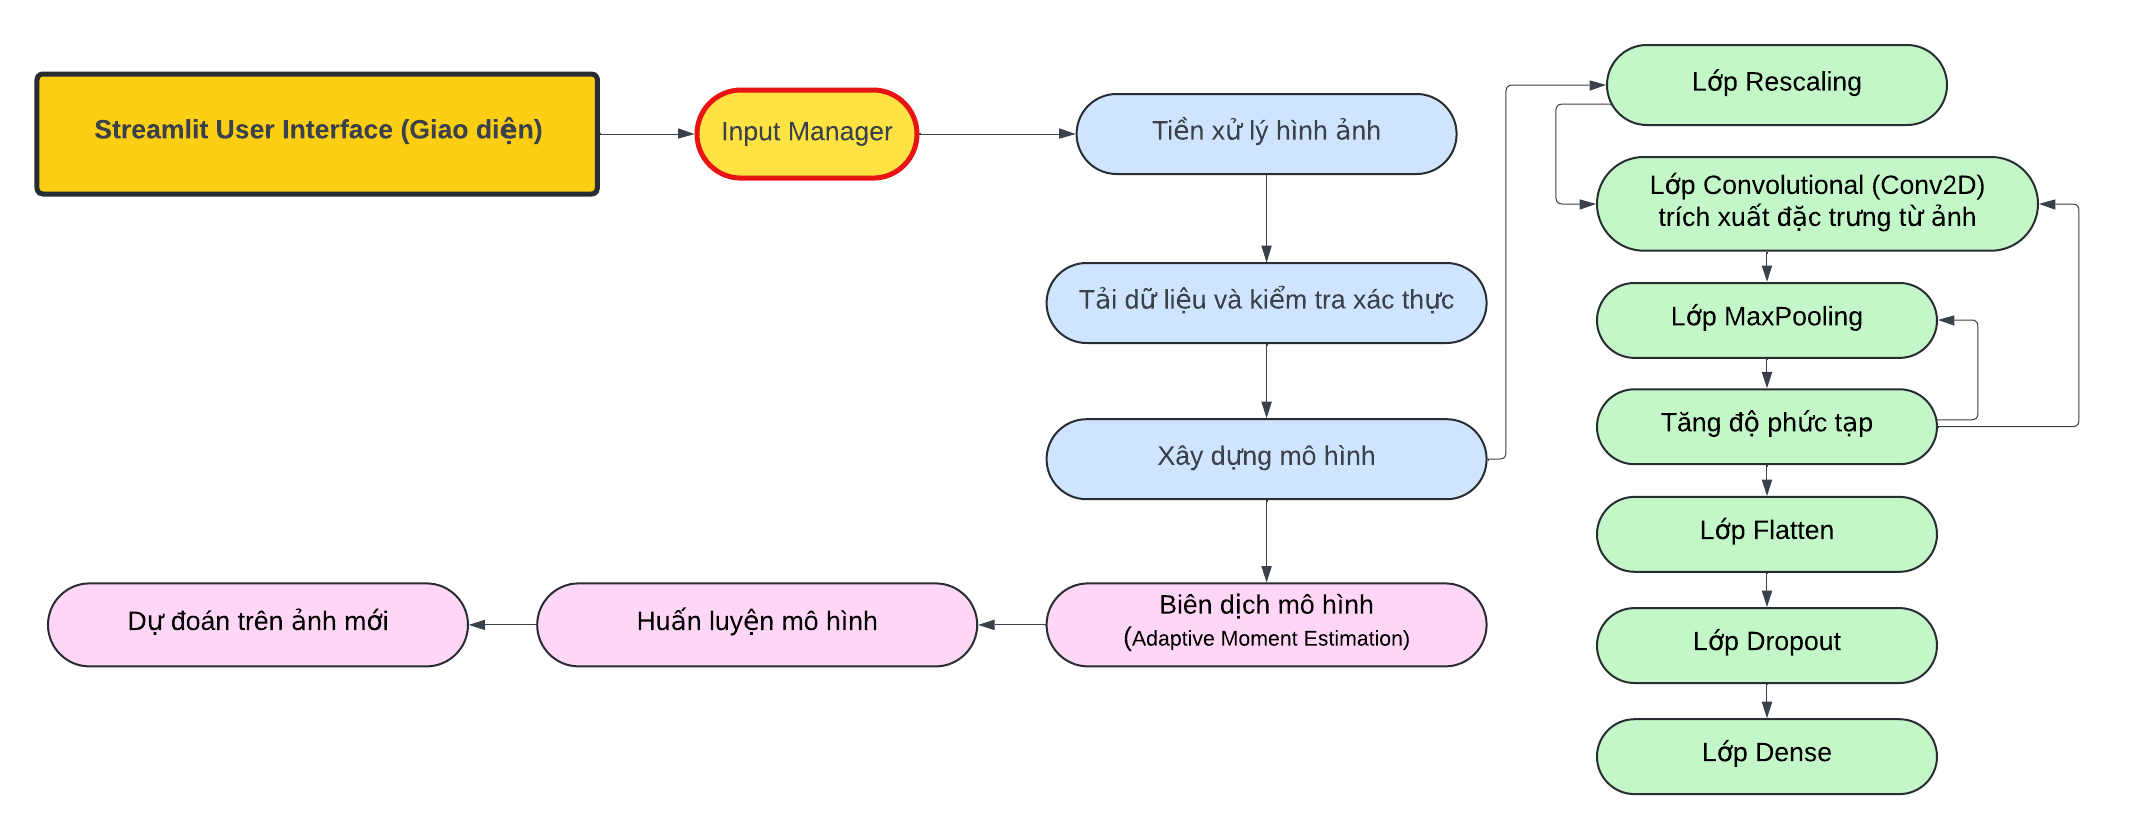 Streamlit User Interface (Giao diện)
Input Manager
Tiền xử lý hình ảnh
Tải dữ liệu và kiểm tra xác thực
Xây dựng mô hình
Biên dịch mô hình
(Adaptive Moment Estimation)
Huấn luyện mô hình
Dự đoán trên ảnh mới
Lớp Rescaling
Lớp Convolutional (Conv2D)
trích xuất đặc trưng từ ảnh
Lớp MaxPooling
Tăng độ phức tạp
Lớp Flatten
Lớp Dropout
Lớp Dense